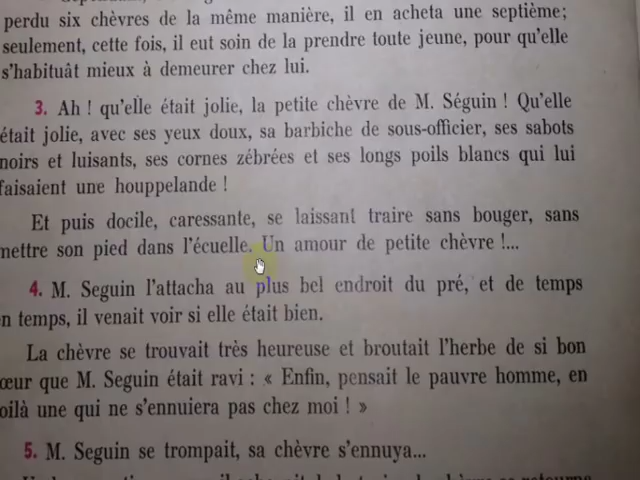 perdu six chèvres de la même manière, il en acheta une septième;
seulement, cette fois, il eut soin de la prendre toute jeune, pour qu'elle
s'habituât mieux à demeurer chez lui.
3. Ah ! qu'elle était jolie, la petite chèvre de M. Séguin ! Qu'elle
était jolie, avec ses yeux doux, sa barbiche de sous-officier, ses sabots
noirs et luisants, ses cornes zébrées et ses longs poils blancs qui lui
faisaient une houppelande !
Et puis docile, caressante, se laissant traire sans bouger, sans
mettre son pied dans l'écuelle. Un amour de petite chèvre !...
4. M. Seguin l'attacha au plus bel endroit du pré, et de temps
n temps, il venait voir si elle était bien.
La chèvre se trouvait très heureuse et broutait l'herbe de si bon
œur que M. Seguin était ravi : « Enfin, pensait le pauvre homme, en
oilà une qui ne s'ennuiera pas chez moi ! »
5. M. Seguin se trompait, sa chèvre s'ennuya...